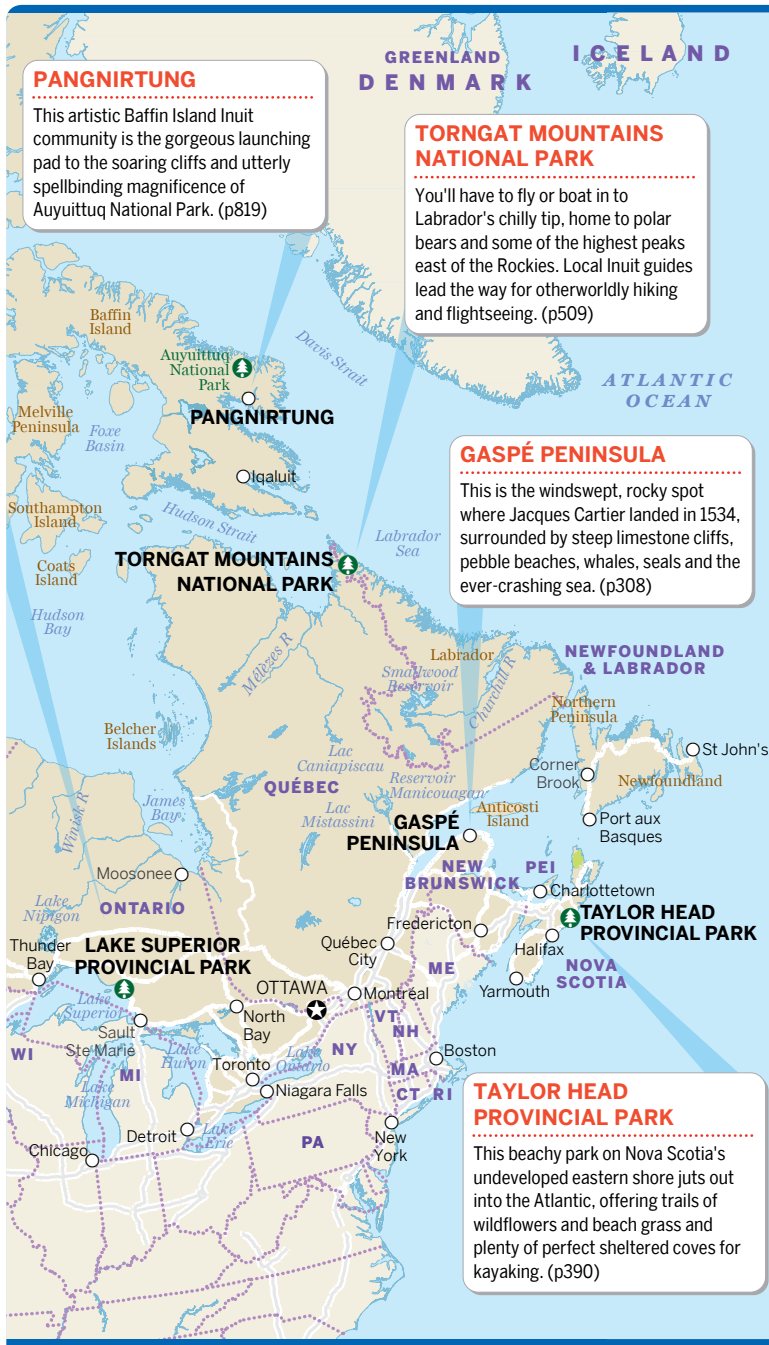 GREENLAND
DENMARK
ICELAND
PANGNIRTUNG
This artistic Baffin Island Inuit
community is the gorgeous launching
pad to the soaring cliffs and utterly
spellbinding magnificence of
Auyuittuq National Park. (p819)
TORNGAT MOUNTAINS
NATIONAL PARK
You'll have to fly or boat in to
Labrador's chilly tip, home to polar
bears and some of the highest peaks
east of the Rockies. Local Inuit guides
lead the way for otherworldly hiking
and flightseeing. (p509)
Baffin
Island
Davis Strait
Auyuittuq
National
Park
ATLANTIC
OCEAN
Melville
Peninsula
Foxe
Basin
PANGNIRTUNG
GASPÉ PENINSULA
This is the windswept, rocky spot
where Jacques Cartier landed in 1534,
surrounded by steep limestone cliffs,
pebble beaches, whales, seals and the
ever-crashing sea. (p308)
Iqaluit
Southampton
Island
Hudson Strait
Labrador
Sea
Coats
Island
TORNGAT MOUNTAINS
NATIONAL PARK
Hudson
Bay
Mélèzes R
Labrador
Smallwood
Reservoir
Churchill R
NEWFOUNDLAND
& LABRADOR
Northern
Peninsula
Belcher
Islands
Lac
Caniapiscau
St John's
Corner
Brook
Newfoundland
QUÉBEC
Reservoir
Manicouagan
James
Bay
Winisk R
Lac
Mistassini
Anticosti
Island
GASPÉ
PENINSULA
Port aux
Basques
Moosonee
NEW
BRUNSWICK
PEI
Charlottetown
Lake
Nipigon
ONTARIO
Fredericton
TAYLOR HEAD
PROVINCIAL PARK
Thunder
Bay
LAKE SUPERIOR
PROVINCIAL PARK
Québec
City
Halifax
ME
NOVA
SCOTIA
OTTAWA
Montréal
Yarmouth
Lake
Superior
Sault
Ste Marie
North
Bay
VT
NH
WI
MI
Lake
Huron
Toronto
Lake
Ontario
NY
Boston
MA
CT
RI
Lake
Michigan
Niagara Falls
Detroit
Lake
Erie
Chicago
PA
New
York
TAYLOR HEAD
PROVINCIAL PARK
This beachy park on Nova Scotia's
undeveloped eastern shore juts out
into the Atlantic, offering trails of
wildflowers and beach grass and
plenty of perfect sheltered coves for
kayaking. (p390)